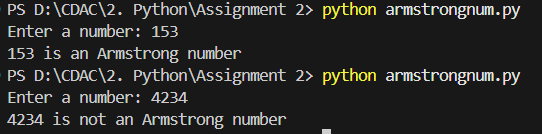 PS D:\CDAC\2. Python\Assignment 2> python armstrongnum.py
Enter a number: 153
153 is an Armstrong number
PS D:\CDAC\2. Python\Assignment 2> python armstrongnum.py
Enter a number: 4234
4234 is not an Armstrong number